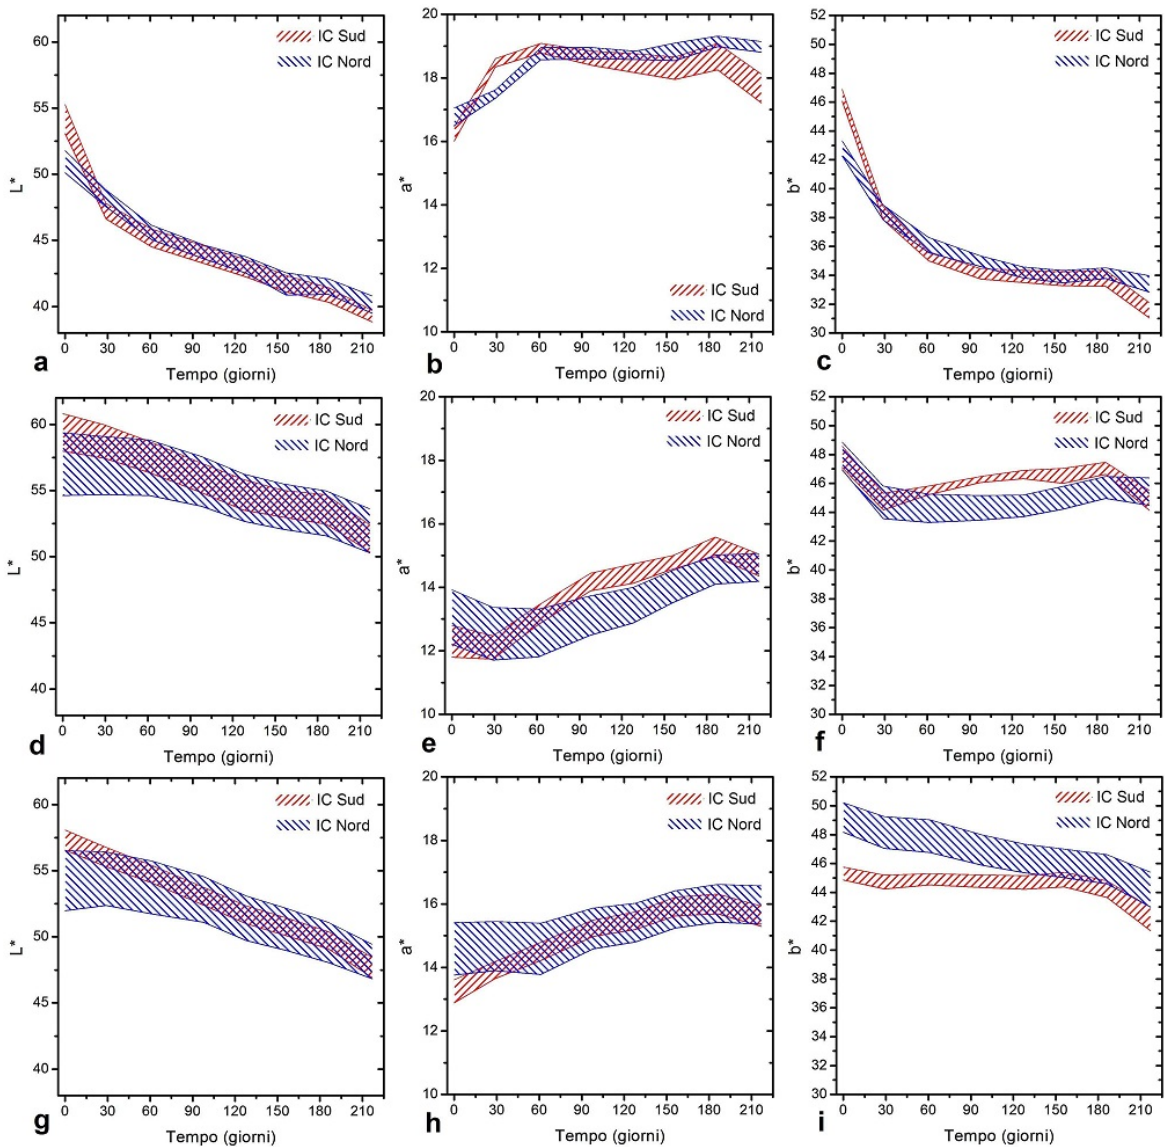 60
55
50
45
40
L*
IC Sud
IC Nord
0 30 60 90 120 150 180 210
Tempo (giorni)
a
20
18
16
14
12
10
a*
IC Sud
IC Nord
0 30 60 90 120 150 180 210
Tempo (giorni)
b
52
50
48
46
44
42
40
38
36
34
32
30
b*
IC Sud
IC Nord
0 30 60 90 120 150 180 210
Tempo (giorni)
c
60
55
50
45
40
L*
IC Sud
IC Nord
0 30 60 90 120 150 180 210
Tempo (giorni)
d
20
18
16
14
12
10
a*
IC Sud
IC Nord
0 30 60 90 120 150 180 210
Tempo (giorni)
e
52
50
48
46
44
42
40
38
36
34
32
30
b*
IC Sud
IC Nord
0 30 60 90 120 150 180 210
Tempo (giorni)
f
60
55
50
45
40
L*
IC Sud
IC Nord
0 30 60 90 120 150 180 210
Tempo (giorni)
g
20
18
16
14
12
10
a*
IC Sud
IC Nord
0 30 60 90 120 150 180 210
Tempo (giorni)
h
52
50
48
46
44
42
40
38
36
34
32
30
b*
IC Sud
IC Nord
0 30 60 90 120 150 180 210
Tempo (giorni)
i